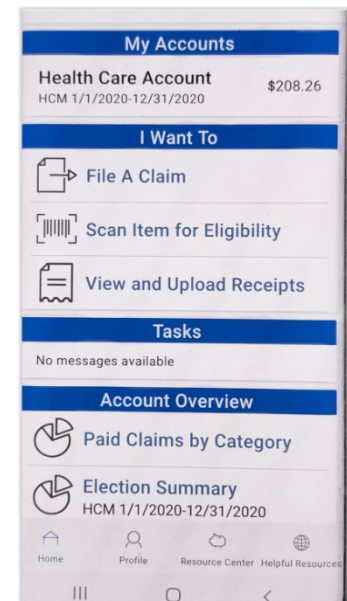 My Accounts
Health Care Account
$208.26
HCM 1/1/2020-12/31/2020
I Want To
File A Claim
Scan Item for Eligibility
View and Upload Receipts
Tasks
No messages available
Account Overview
Paid Claims by Category
Election Summary
HCM 1/1/2020-12/31/2020
Home Profile Resource Center Helpful Resources